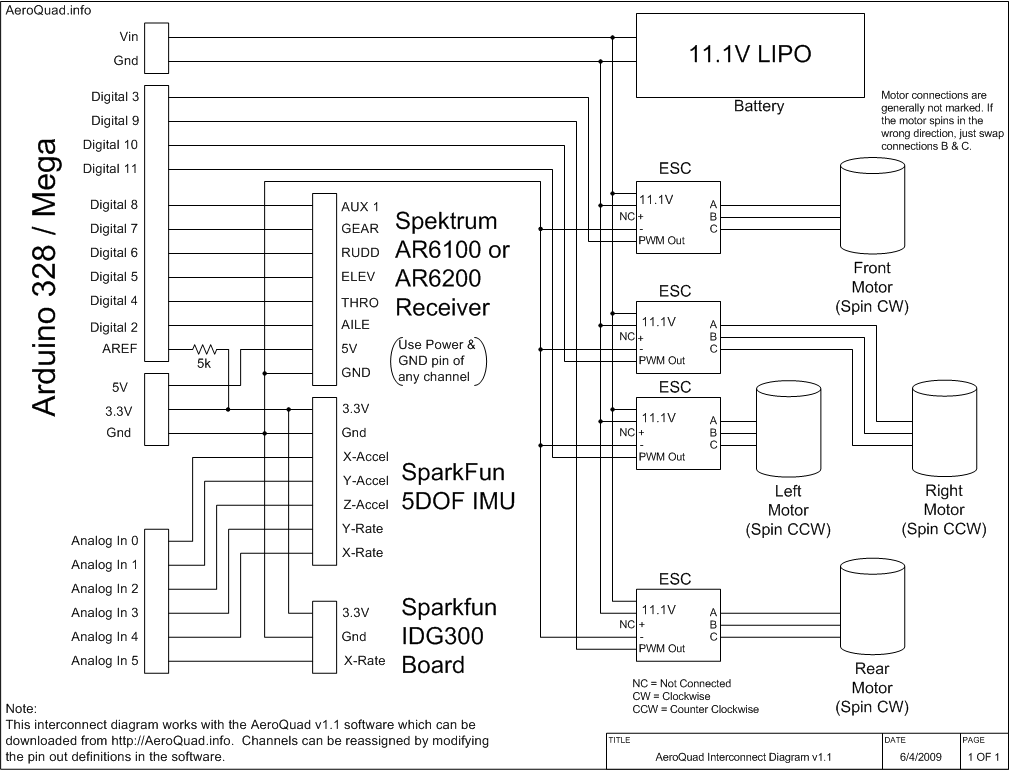 AeroQuad.info
Vin
Gnd
11.1V LIPO
Battery
Motor connections are
generally not marked. If
the motor spins in the
wrong direction, just swap
connections B & C.
Arduino 328 / Mega
Digital 3
Digital 9
Digital 10
Digital 11
Digital 8
Digital 7
Digital 6
Digital 5
Digital 4
Digital 2
AREF
5k
5V
3.3V
Gnd
Analog In 0
Analog In 1
Analog In 2
Analog In 3
Analog In 4
Analog In 5
AUX 1
GEAR
RUDD
ELEV
THRO
AILE
5V
GND
Spektrum
AR6100 or
AR6200
Receiver
(Use Power &
GND pin of
any channel)
3.3V
Gnd
X-Accel
Y-Accel
Z-Accel
Y-Rate
X-Rate
SparkFun
5DOF IMU
3.3V
Gnd
X-Rate
Sparkfun
IDG300
Board
ESC
11.1V
NC +
-
PWM Out
A
B
C
Front
Motor
(Spin CW)
ESC
11.1V
NC +
-
PWM Out
A
B
C
ESC
11.1V
NC +
-
PWM Out
A
B
C
Left
Motor
(Spin CCW)
Right
Motor
(Spin CCW)
ESC
11.1V
NC +
-
PWM Out
A
B
C
Rear
Motor
(Spin CW)
NC = Not Connected
CW = Clockwise
CCW = Counter Clockwise
Note:
This interconnect diagram works with the AeroQuad v1.1 software which can be
downloaded from http://AeroQuad.info.  Channels can be reassigned by modifying
the pin out definitions in the software.
TITLE
AeroQuad Interconnect Diagram v1.1
DATE
6/4/2009
PAGE
1 OF 1